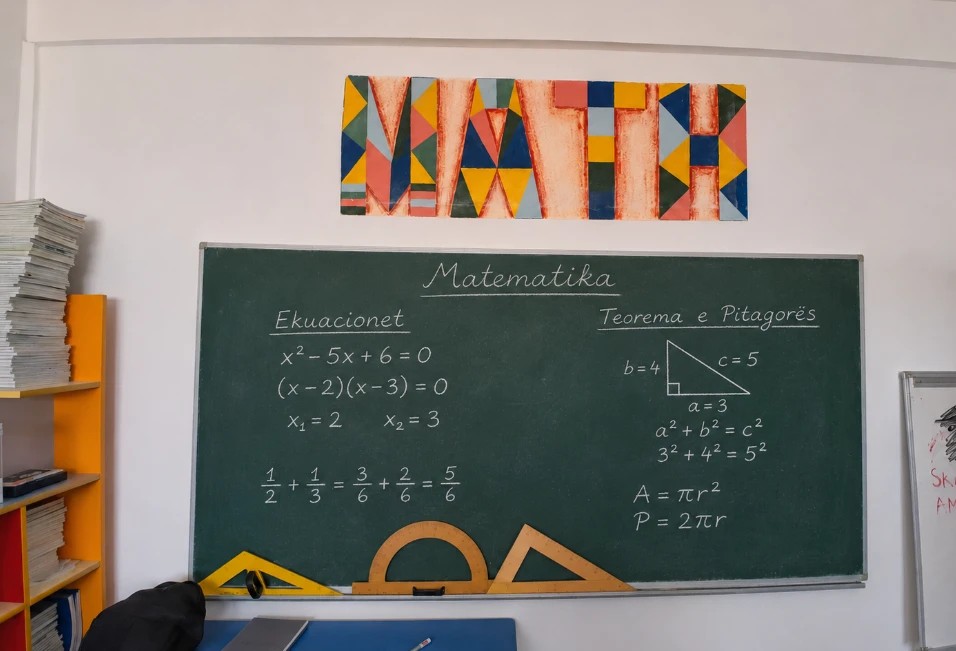 MATH
Matematika
Ekuacionet
x² − 5x + 6 = 0
(x − 2)(x − 3) = 0
x₁ = 2 x₂ = 3
1/2 + 1/3 = 3/6 + 2/6 = 5/6
Teorema e Pitagorës
b = 4
c = 5
a = 3
a² + b² = c²
3² + 4² = 5²
A = πr²
P = 2πr